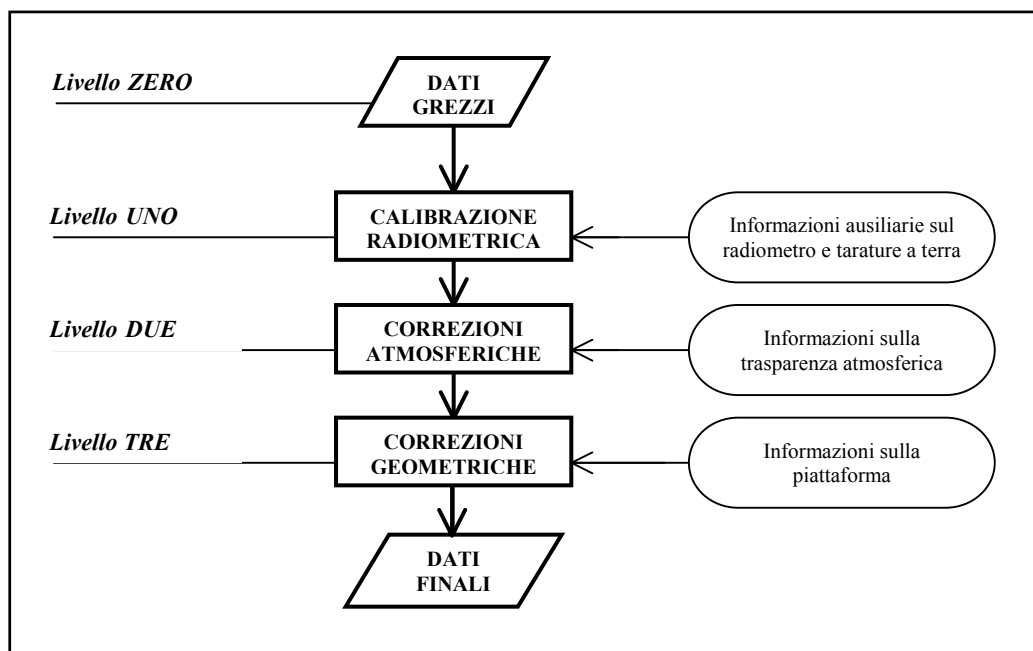 Livello ZERO
DATI
GREZZI
Livello UNO
CALIBRAZIONE
RADIOMETRICA
Informazioni ausiliarie sul
radiometro e tarature a terra
Livello DUE
CORREZIONI
ATMOSFERICHE
Informazioni sulla
trasparenza atmosferica
Livello TRE
CORREZIONI
GEOMETRICHE
Informazioni sulla
piattaforma
DATI
FINALI